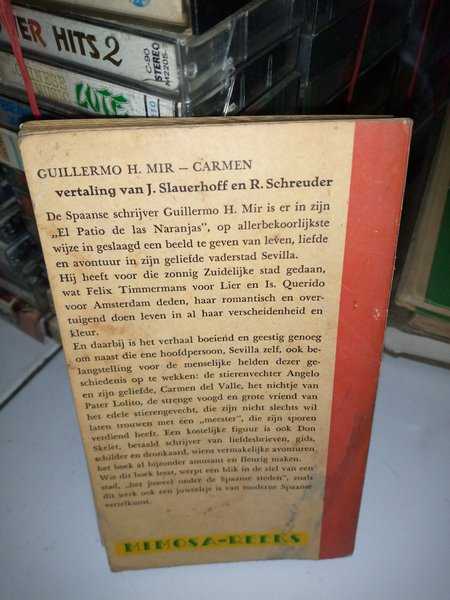 ER HITS 2
C-90
STEREO
M2205
LUTE
GUILLERMO H. MIR — CARMEN
vertaling van J. Slauerhoff en R. Schreuder
De Spaanse schrijver Guillermo H. Mir is er in zijn
„El Patio de las Naranjas”, op allerbekoorlijkste
wijze in geslaagd een beeld te geven van leven, liefde
en avontuur in zijn geliefde vaderstad Sevilla.
Hij heeft voor die zonnig Zuidelijke stad gedaan,
wat Felix Timmermans voor Lier en Is. Querido
voor Amsterdam deden, haar romantisch en over-
tuigend doen leven in al haar verscheidenheid en
kleur.
En daarbij is het verhaal boeiend en geestig genoeg
om naast die ene hoofdpersoon, Sevilla zelf, ook be-
langstelling voor de menselijke helden dezer ge-
schiedenis op te wekken: de stierenvechter Angelo
en zijn geliefde, Carmen del Valle, het nichtje van
Pater Lolito, de strenge voogd en grote vriend van
het edele stierengevecht, die zijn nicht slechts wil
laten trouwen met een „meester”, die zijn sporen
verdiend heeft. Een kostelijke figuur is ook Don
Skelet, betaald schrijver van liefdesbrieven, gids,
schilder en dronkaard, wiens vermakelijke avonturen
het boek al bijzonder amusant en fleurig maken.
Wie dit boek leest, werpt een blik in de ziel van een
stad, „het juweel onder de Spaanse steden”, zoals
dit werk ook een juweeltje is van moderne Spaanse
vertelkunst.
MIMOSA-REEKS